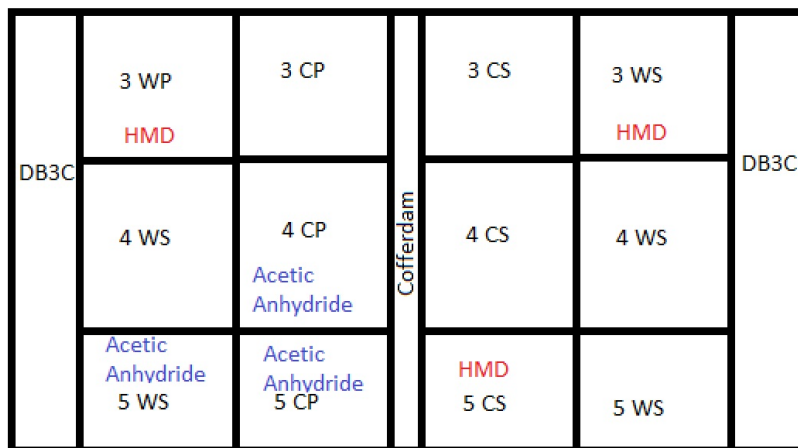 3 WP
3 CP
3 CS
3 WS
HMD
HMD
DB3C
DB3C
4 WS
4 CP
Cofferdam
4 CS
4 WS
Acetic
Anhydride
Acetic
Anhydride
5 WS
Acetic
Anhydride
5 CP
HMD
5 CS
5 WS